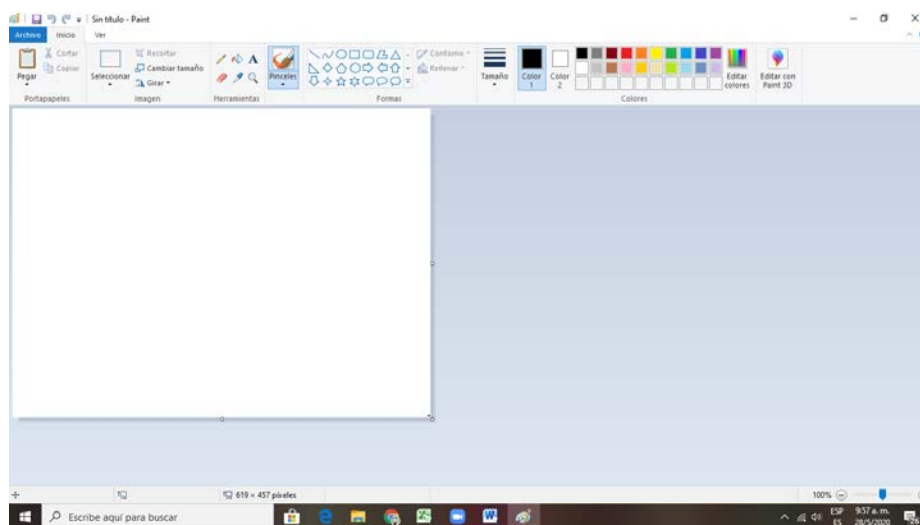 Sin título - Paint
Archivo Inicio Ver
Pegar
Cortar
Copiar
Portapapeles
Seleccionar
Recortar
Cambiar tamaño
Girar
Imagen
A
Herramientas
Pinceles
Contorno
Rellenar
Formas
Tamaño
Color 1
Color 2
Editar colores
Colores
Editar con Paint 3D
619 × 457 píxeles
100%
Escribe aquí para buscar
ESP
ES
9:57 a. m.
28/5/2020